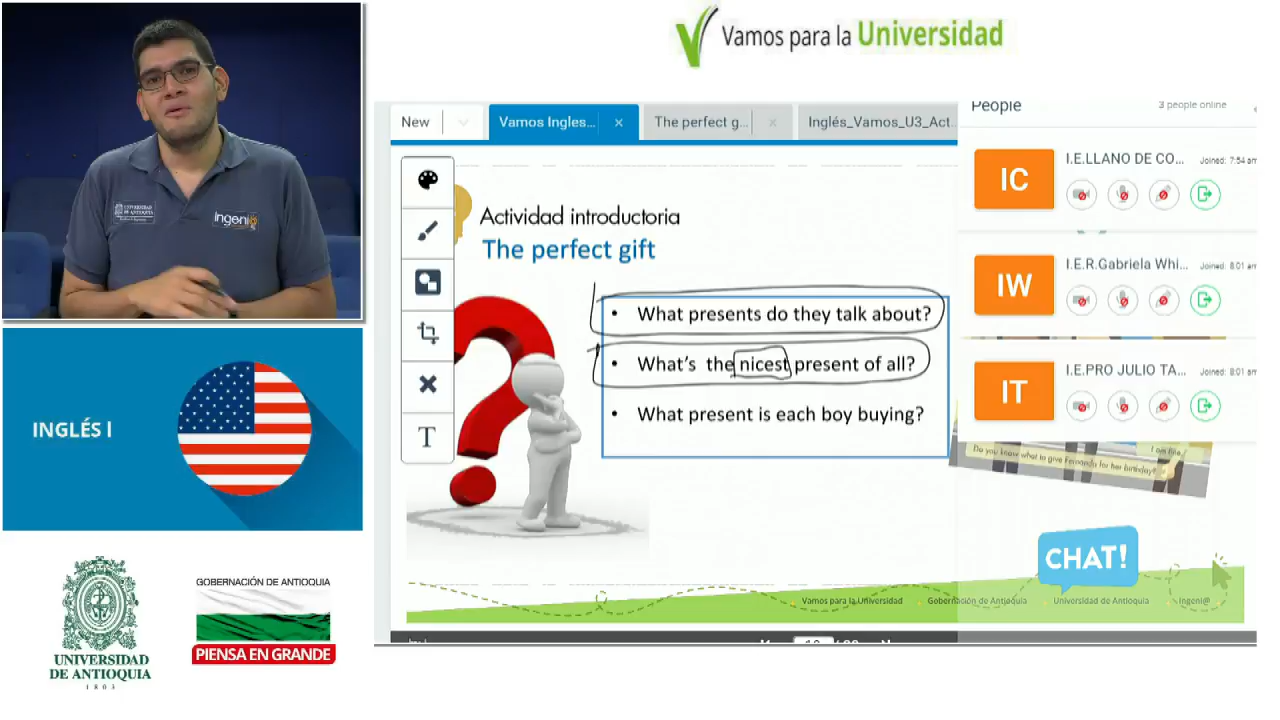 Vamos para la Universidad
New
Vamos Ingles...
The perfect g...
Inglés_Vamos_U3_Act...
People
3 people online
IC
I.E.LLANO DE CO...
Joined: 7:54 am
IW
I.E.R.Gabriela Whi...
Joined: 8:01 am
IT
I.E.PRO JULIO TA...
Joined: 8:01 am
UNIVERSIDAD DE ANTIOQUIA
ingeni@
Actividad introductoria
The perfect gift
• What presents do they talk about?
• What's the nicest present of all?
• What present is each boy buying?
T
Do you know what to give Fernanda for her birthday?
CHAT!
INGLÉS I
Vamos para la Universidad
Gobernación de Antioquia
Universidad de Antioquia
Ingeni@
UNIVERSIDAD
DE ANTIOQUIA
1803
GOBERNACIÓN DE ANTIOQUIA
PIENSA EN GRANDE